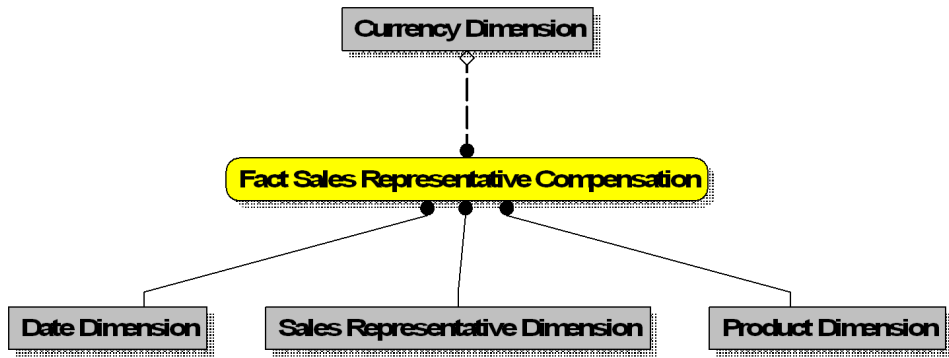 Currency Dimension
Fact Sales Representative Compensation
Date Dimension
Sales Representative Dimension
Product Dimension